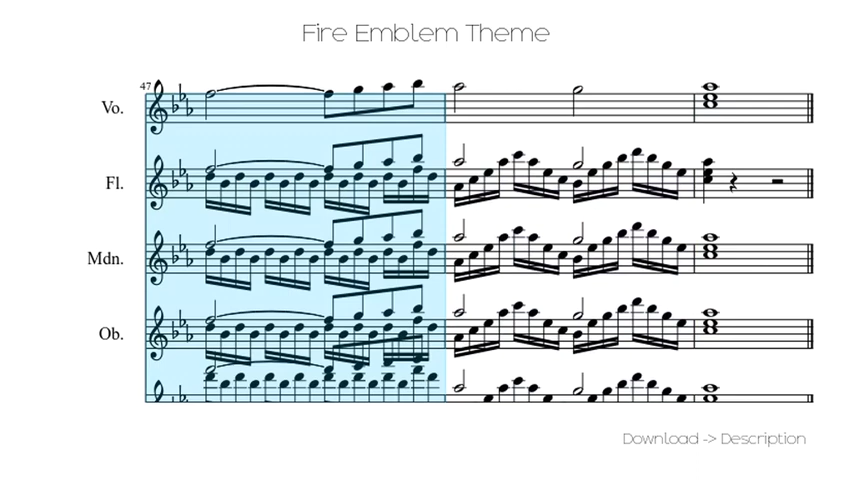 Fire Emblem Theme
47
Vo.
Fl.
Mdn.
Ob.
Download -> Description